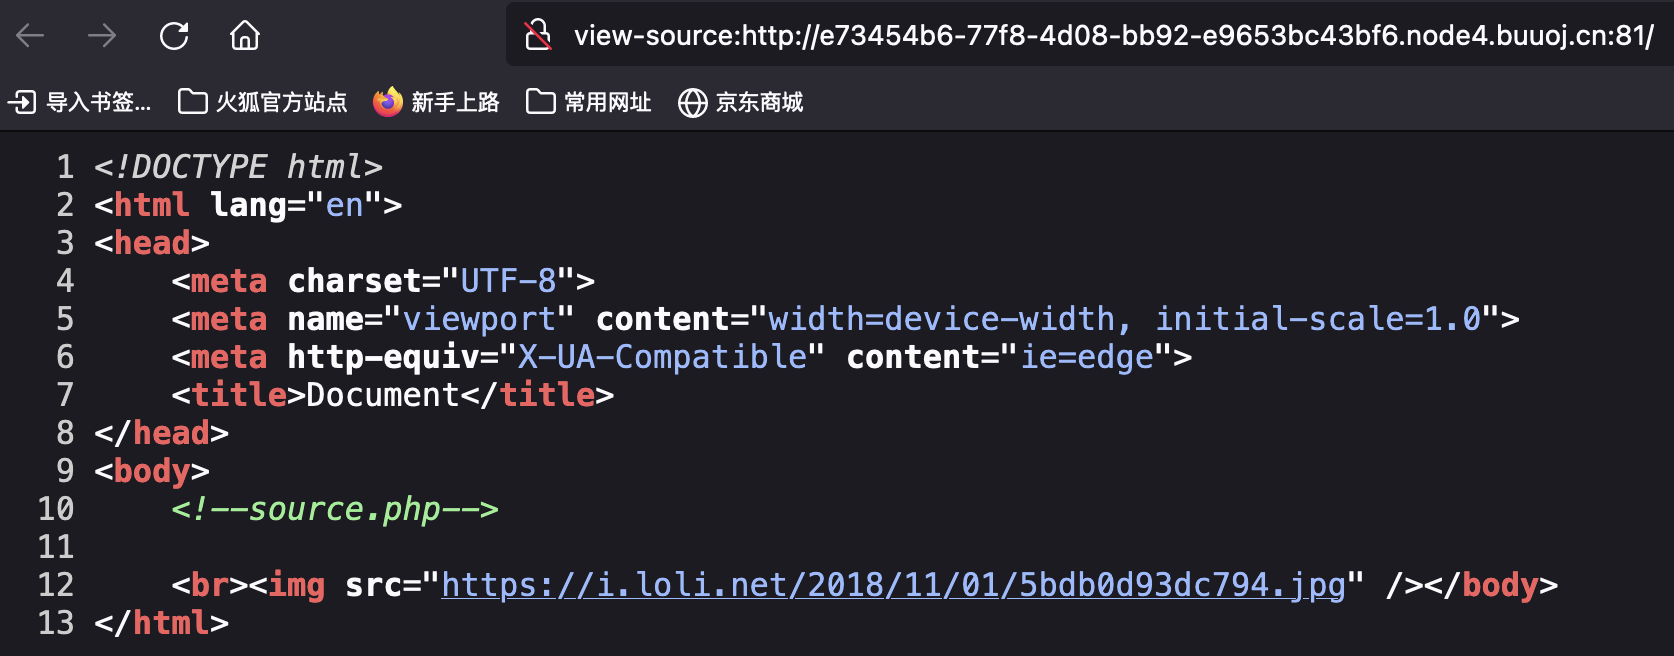 view-source:http://e73454b6-77f8-4d08-bb92-e9653bc43bf6.node4.buuoj.cn:81/
导入书签... 火狐官方站点 新手上路 常用网址 京东商城
1 <!DOCTYPE html>
2 <html lang="en">
3 <head>
4     <meta charset="UTF-8">
5     <meta name="viewport" content="width=device-width, initial-scale=1.0">
6     <meta http-equiv="X-UA-Compatible" content="ie=edge">
7     <title>Document</title>
8 </head>
9 <body>
10     <!--source.php-->
11
12     <br><img src="https://i.loli.net/2018/11/01/5bdb0d93dc794.jpg" /></body>
13 </html>